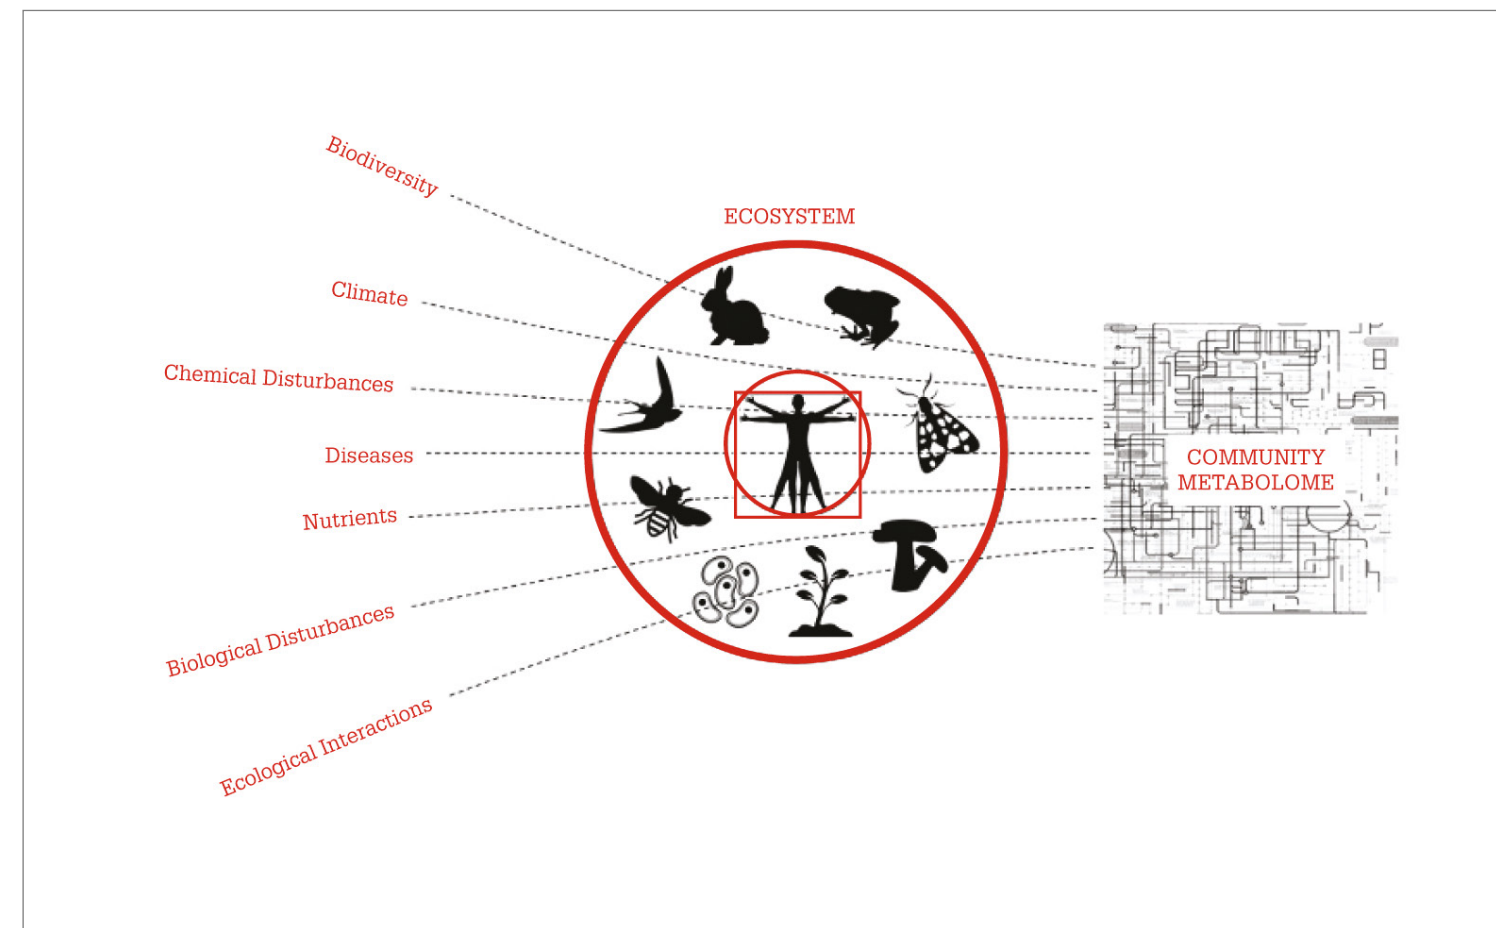 Biodiversity
ECOSYSTEM
Climate
Chemical Disturbances
Diseases
COMMUNITY
METABOLOME
Nutrients
Biological Disturbances
Ecological Interactions